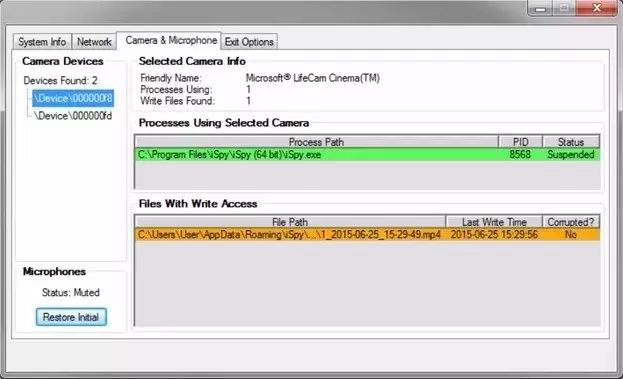 System Info Network Camera & Microphone Exit Options
Camera Devices
Devices Found: 2
\Device\000000f8
\Device\000000fd
Selected Camera Info
Friendly Name: Microsoft® LifeCam Cinema(TM)
Processes Using: 1
Write Files Found: 1
Processes Using Selected Camera
Process Path PID Status
C:\Program Files\iSpy\iSpy (64 bit)\iSpy.exe 8568 Suspended
Files With Write Access
File Path Last Write Time Corrupted?
C:\Users\User\AppData\Roaming\iSpy\...\1_2015-06-25_15-29-49.mp4 2015-06-25 15:29:56 No
Microphones
Status: Muted
Restore Initial